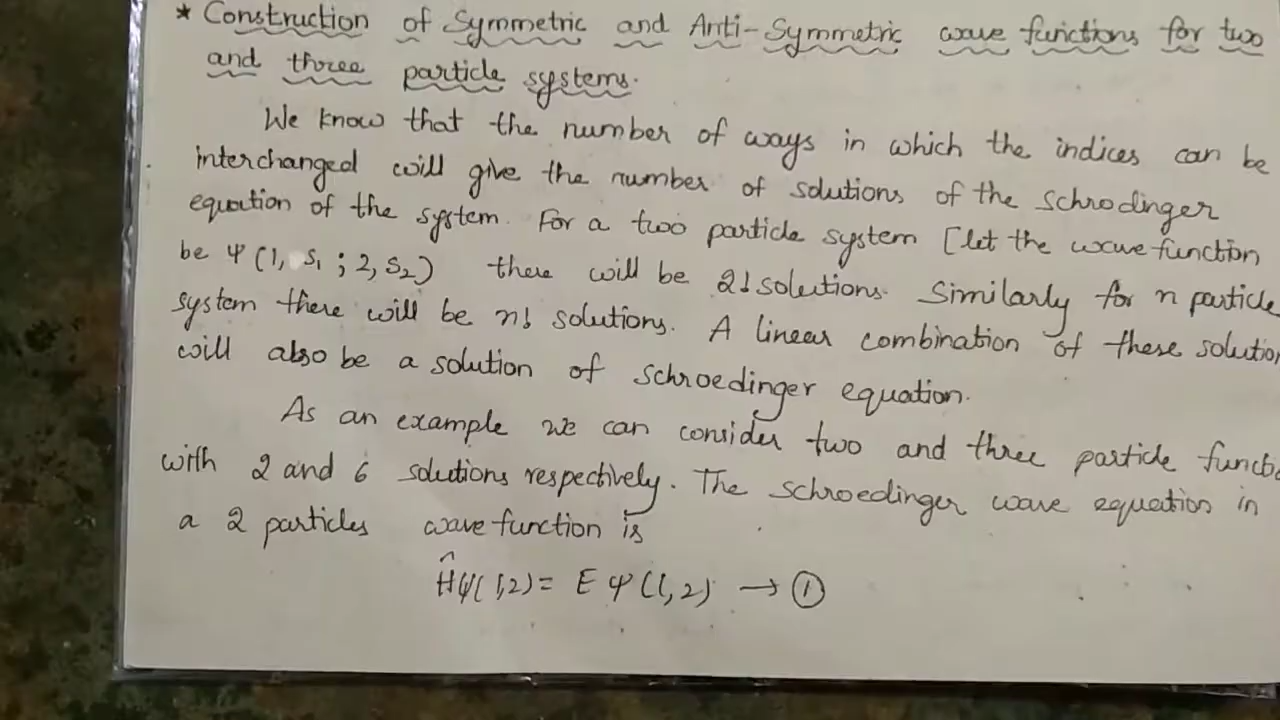 * Construction of Symmetric and Anti-Symmetric wave functions for two
and three particle systems.
We know that the number of ways in which the indices can be
interchanged will give the number of solutions of the Schrodinger
equation of the system. For a two particle system [let the wave function
be ψ (1, S₁ ; 2, S₂) there will be 2! solutions. Similarly for n particle
system there will be n! solutions. A linear combination of these solution
will also be a solution of schroedinger equation.
As an example we can consider two and three particle functi
with 2 and 6 solutions respectively. The schroedinger wave equation in
a 2 particles wave function is
Ĥψ(1,2) = E ψ (1,2) → ①